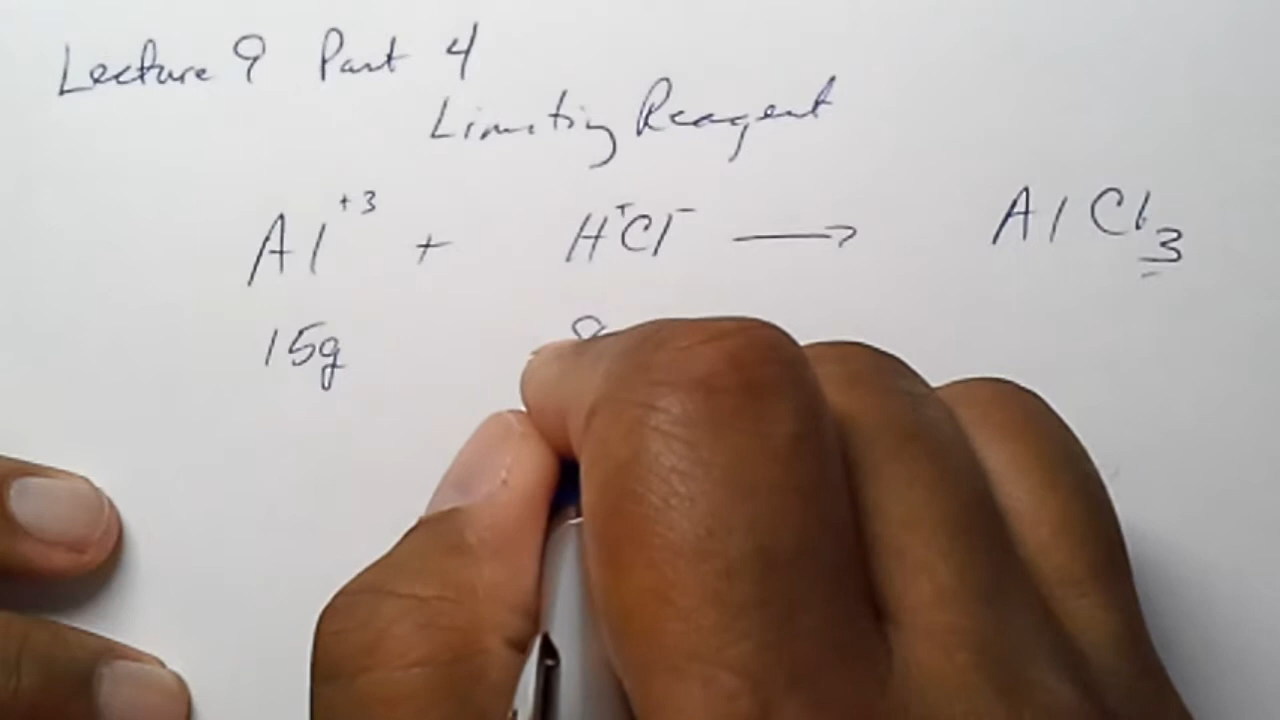 Lecture 9 Part 4
Limiting Reagent
Al⁺³ + H⁺Cl⁻ → AlCl₃
15g